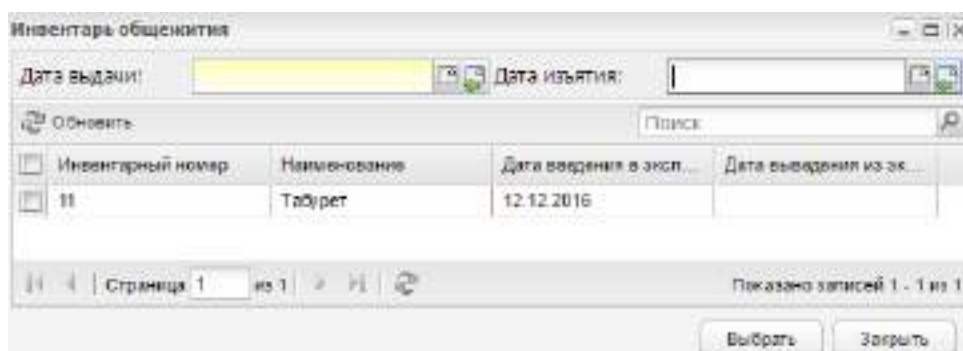 Инвентарь общежития
Дата выдачи: Дата изъятия:
Обновить Поиск
Инвентарный номер Наименование Дата введения в эксп... Дата выведения из эк...
11 Табурет 12.12.2016
Страница 1 из 1 Показано записей 1 - 1 из 1
Выбрать Закрыть